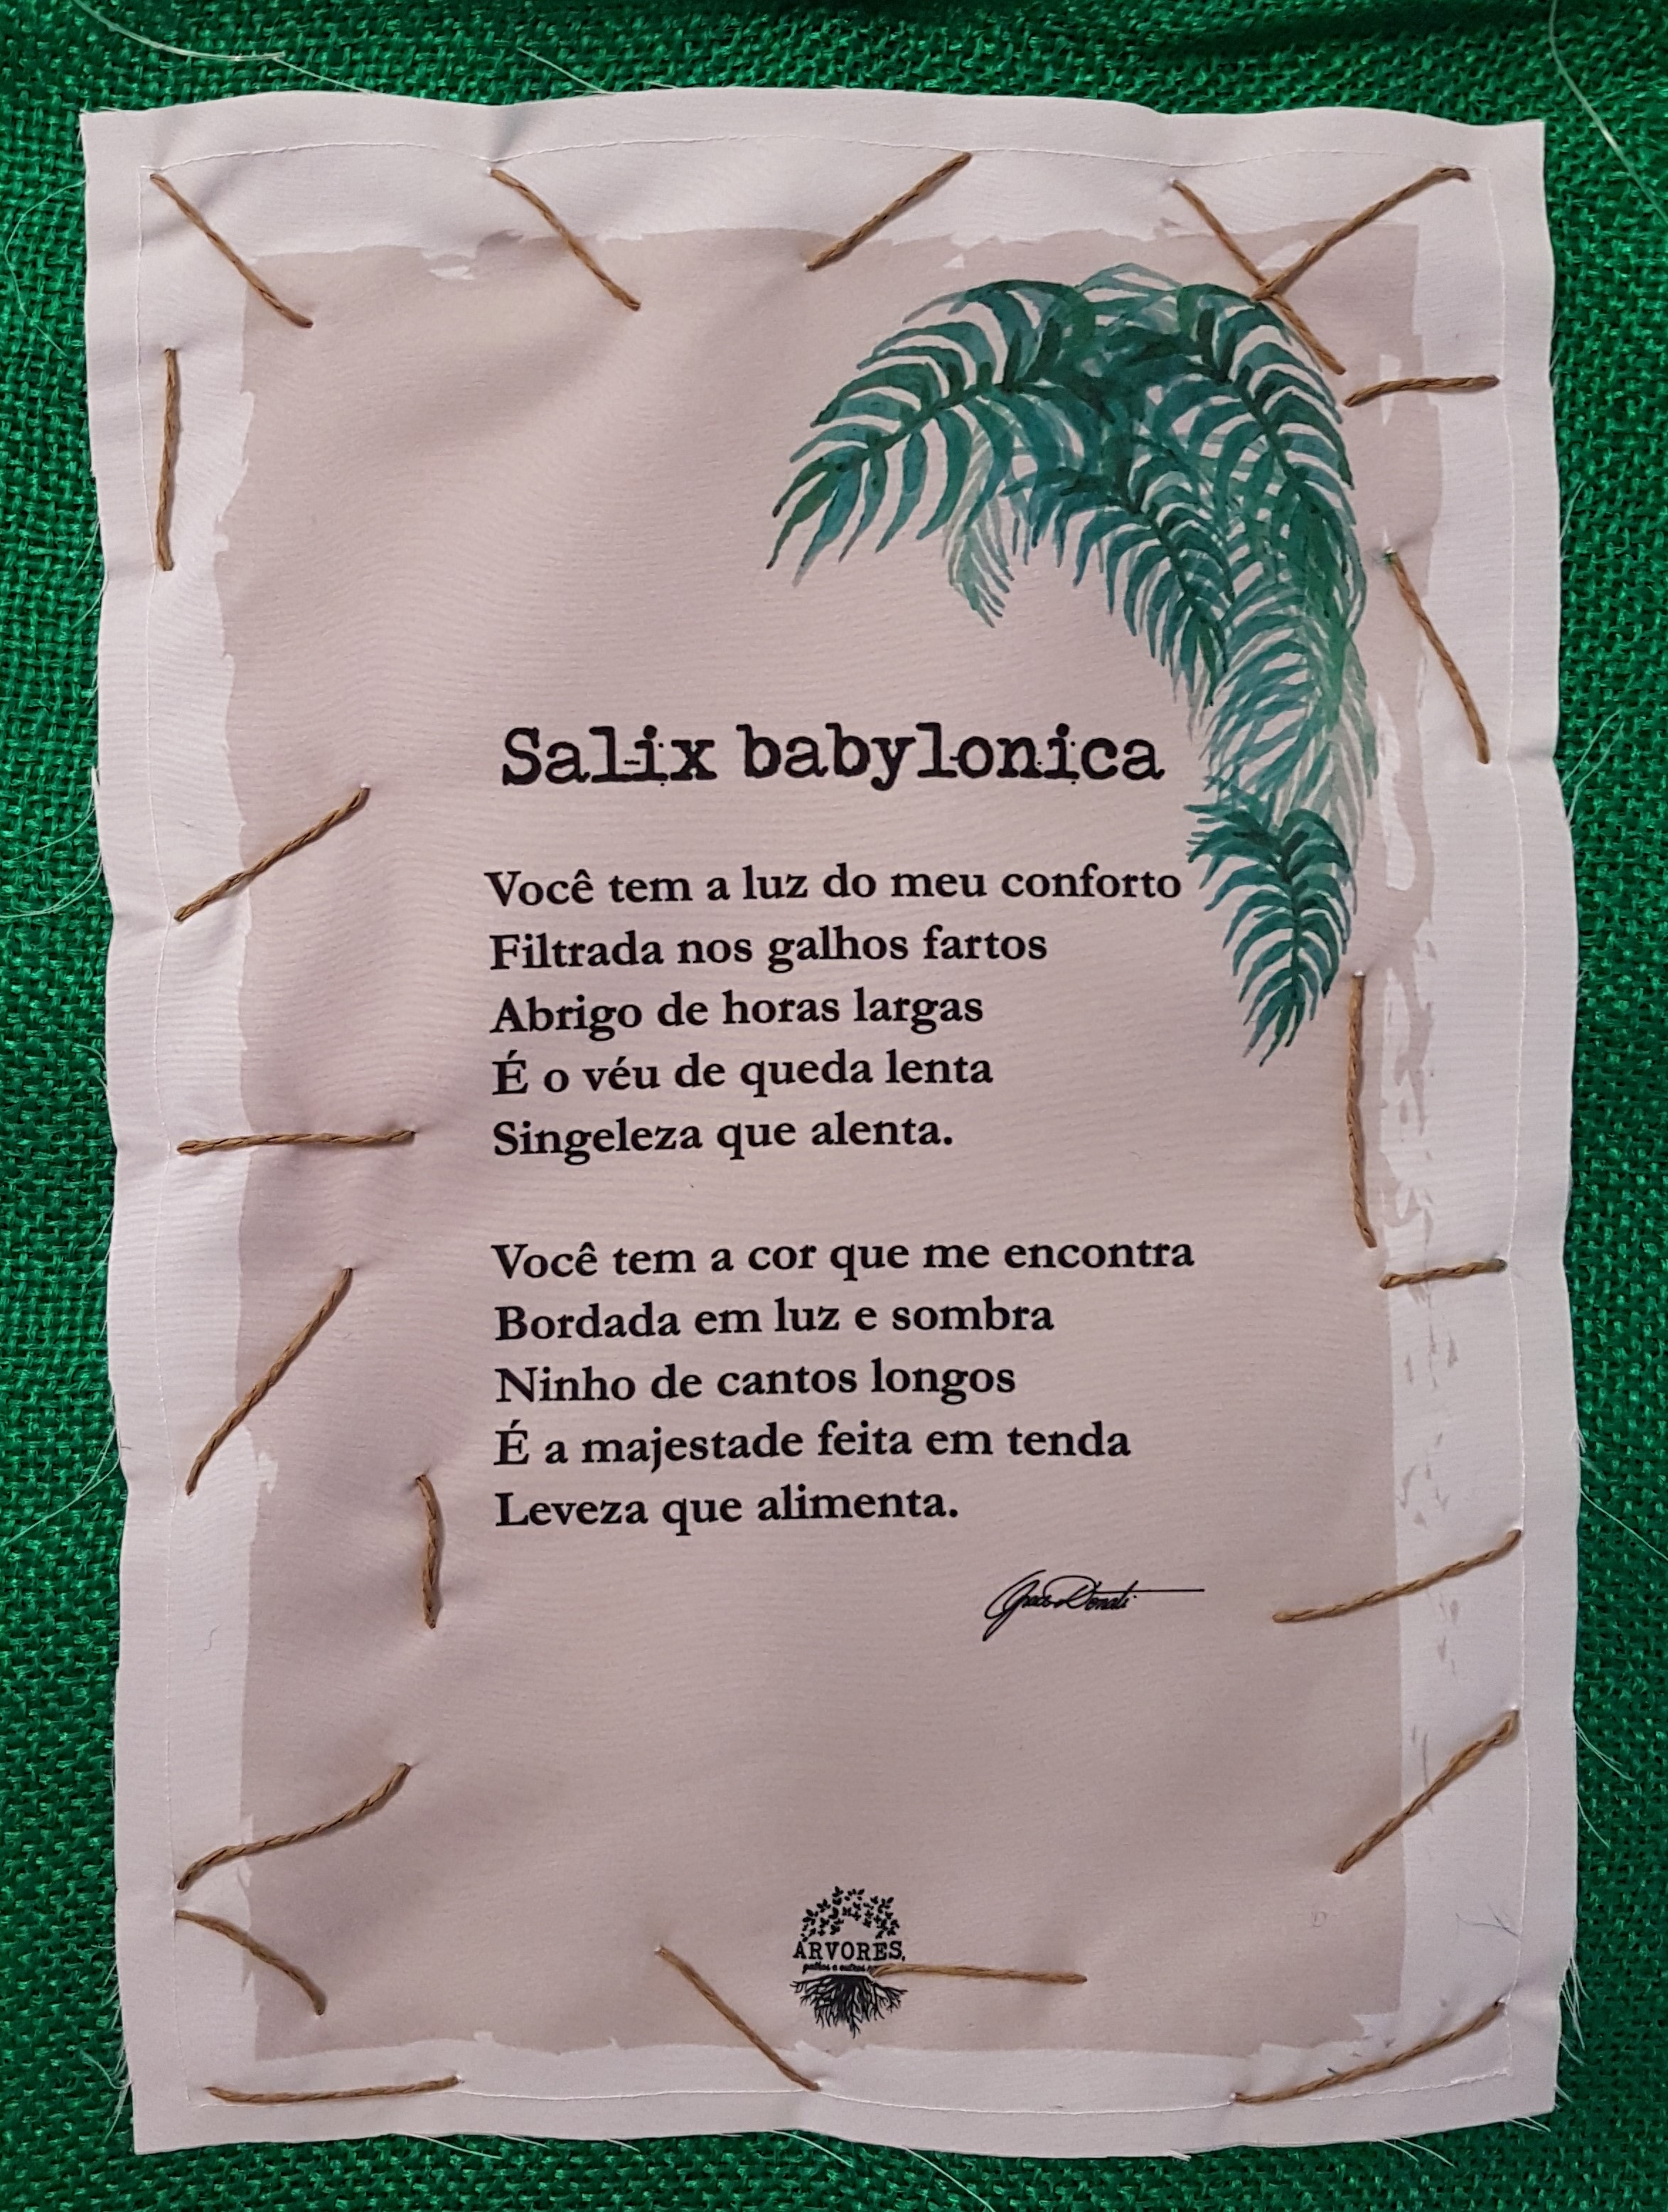 Salix babylonica
Você tem a luz do meu conforto
Filtrada nos galhos fartos
Abrigo de horas largas
É o véu de queda lenta
Singeleza que alenta.
Você tem a cor que me encontra
Bordada em luz e sombra
Ninho de cantos longos
É a majestade feita em tenda
Leveza que alimenta.
ÁRVORES,
galhos e outros